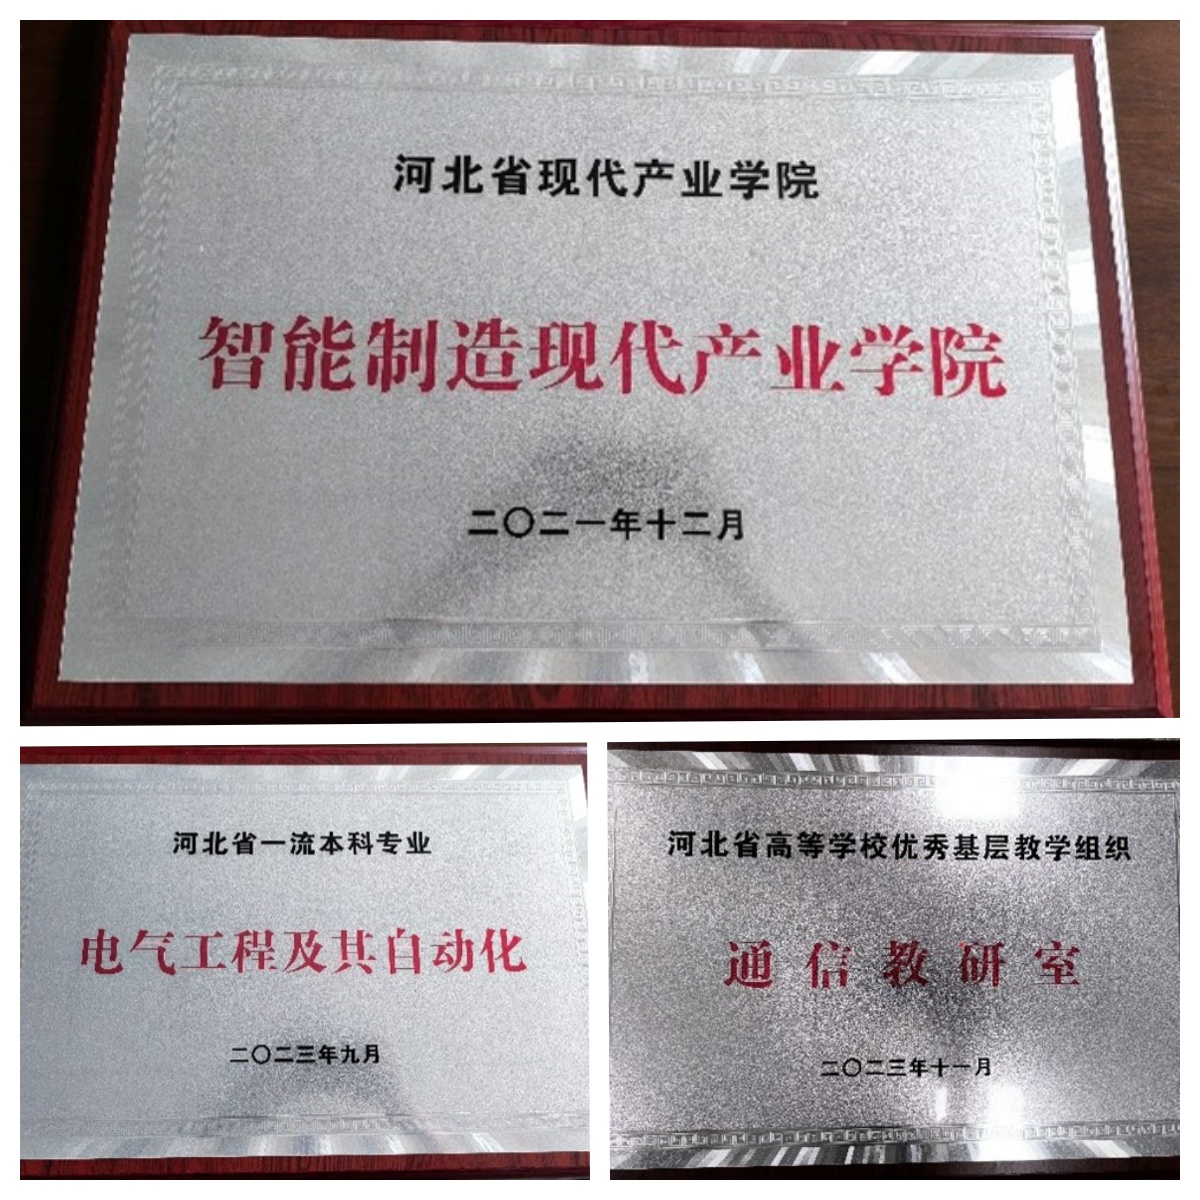 河北省现代产业学院
智能制造现代产业学院
二〇二一年十二月
河北省一流本科专业
电气工程及其自动化
二〇二三年九月
河北省高等学校优秀基层教学组织
通信教研室
二〇二三年十一月